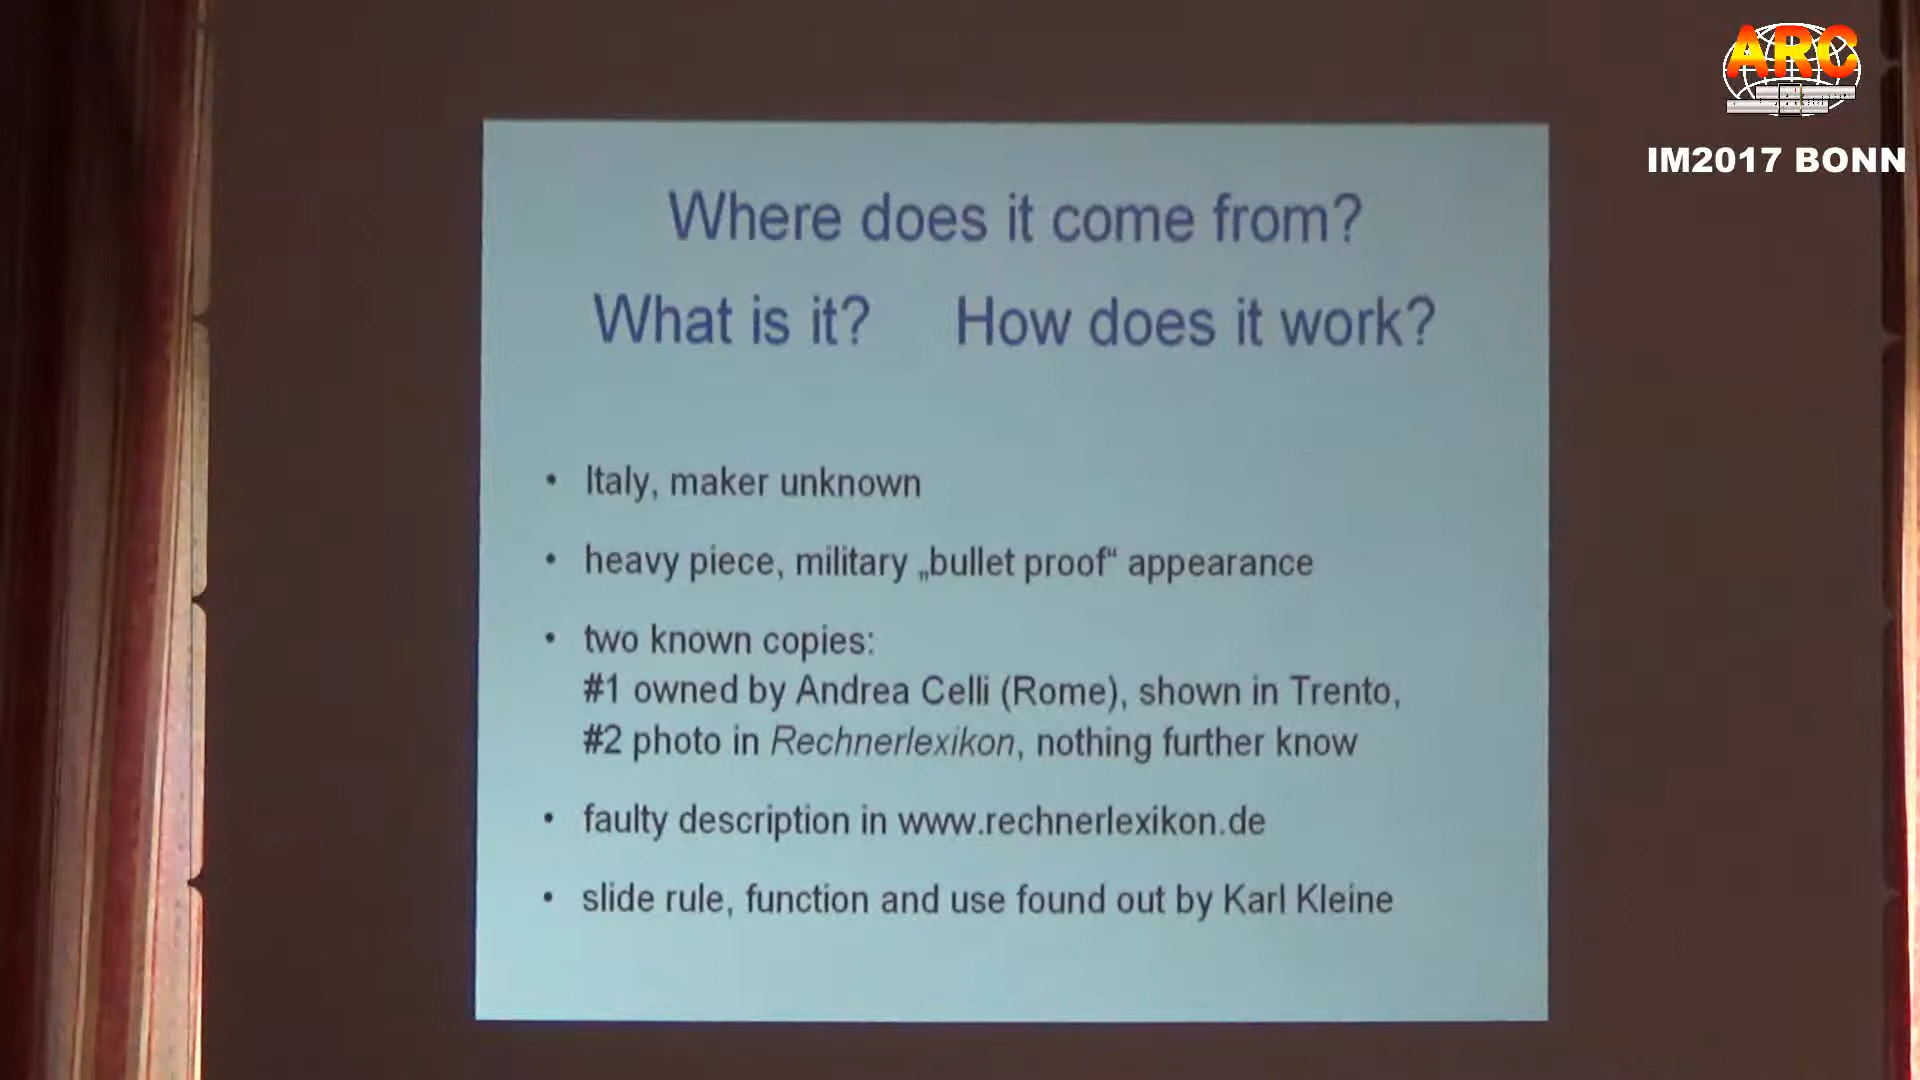 ARC
IM2017 BONN
Where does it come from?
What is it? How does it work?
• Italy, maker unknown
• heavy piece, military „bullet proof“ appearance
• two known copies:
#1 owned by Andrea Celli (Rome), shown in Trento,
#2 photo in Rechnerlexikon, nothing further know
• faulty description in www.rechnerlexikon.de
• slide rule, function and use found out by Karl Kleine